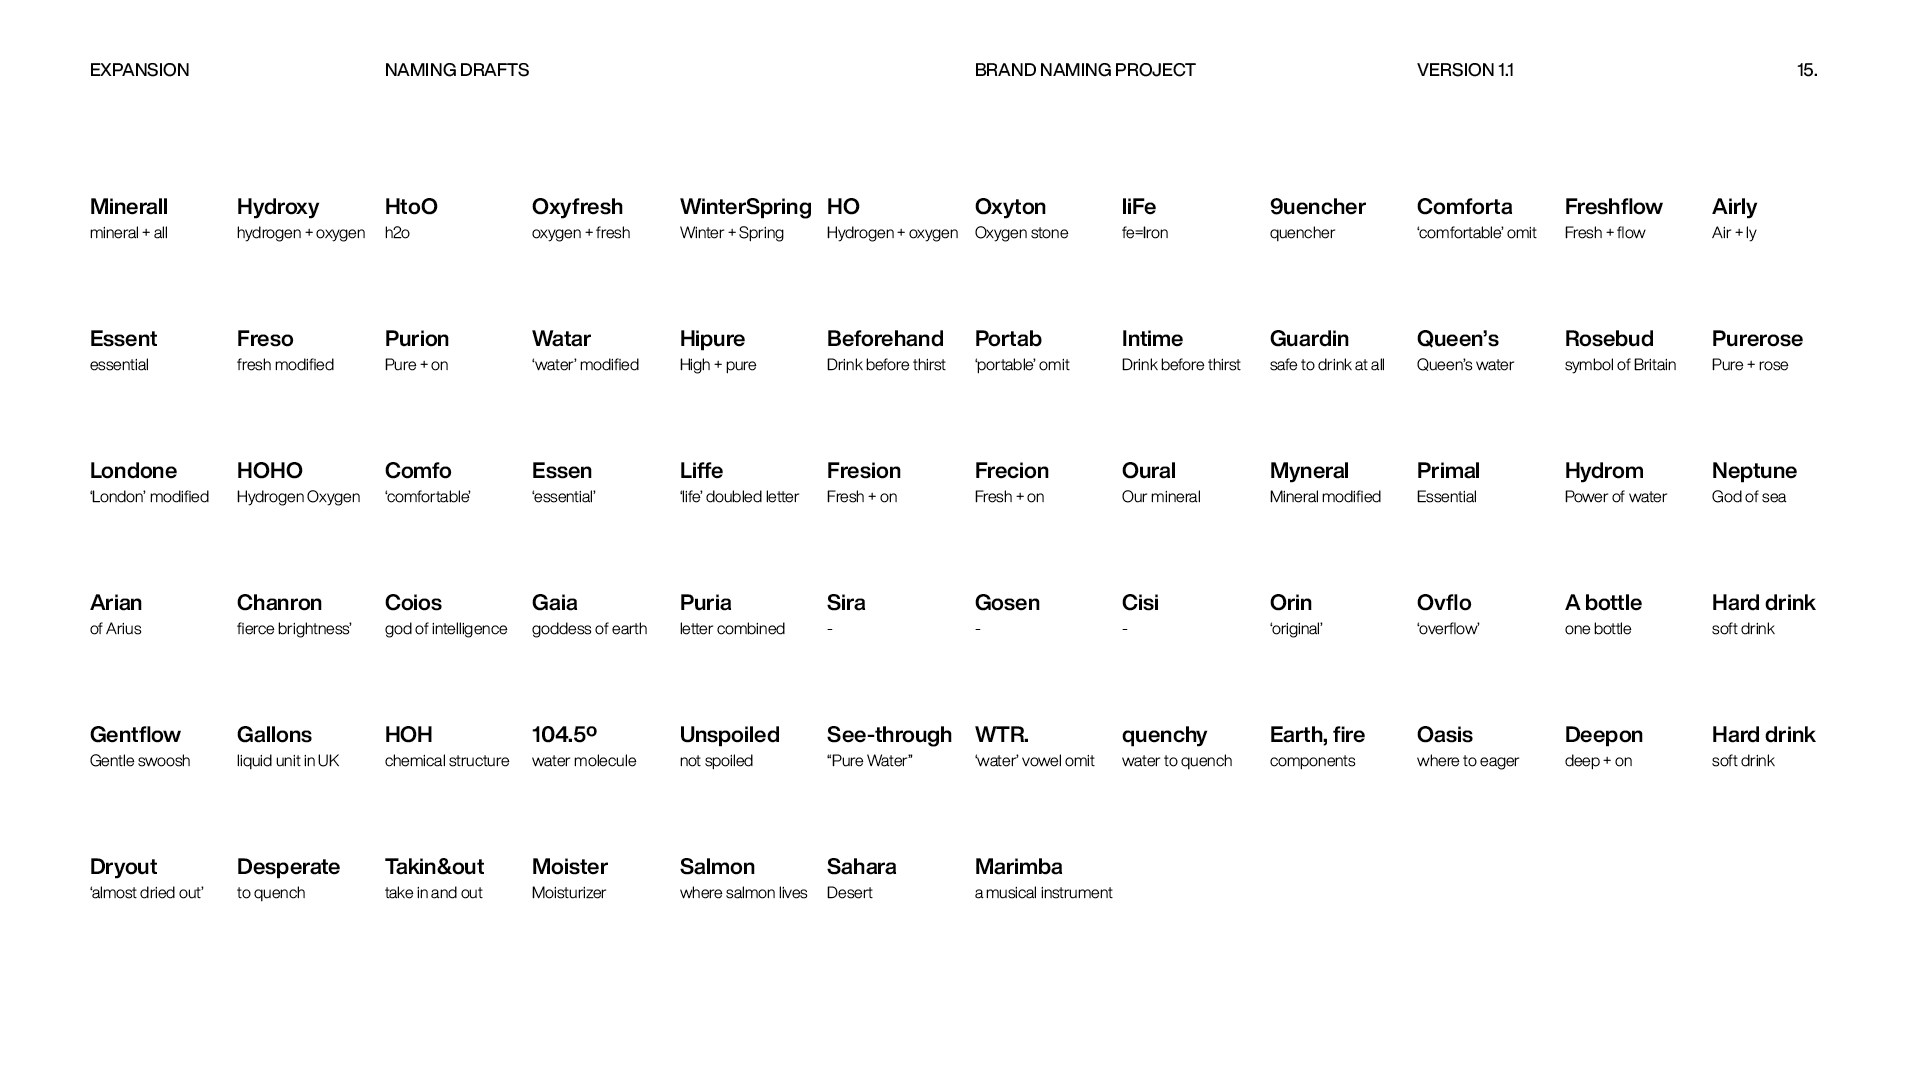 EXPANSION NAMING DRAFTS BRAND NAMING PROJECT VERSION 1.1 15.
Minerall Hydroxy HtoO Oxyfresh WinterSpring HO Oxyton liFe 9uencher Comforta Freshflow Airly
mineral + all hydrogen + oxygen h2o oxygen + fresh Winter + Spring Hydrogen + oxygen Oxygen stone fe=Iron quencher ‘comfortable’ omit Fresh + flow Air + ly
Essent Freso Purion Watar Hipure Beforehand Portab Intime Guardin Queen’s Rosebud Purerose
essential fresh modified Pure + on ‘water’ modified High + pure Drink before thirst ‘portable’ omit Drink before thirst safe to drink at all Queen’s water symbol of Britain Pure + rose
Londone HOHO Comfo Essen Liffe Fresion Frecion Oural Myneral Primal Hydrom Neptune
‘London’ modified Hydrogen Oxygen ‘comfortable’ ‘essential’ ‘life’ doubled letter Fresh + on Fresh + on Our mineral Mineral modified Essential Power of water God of sea
Arian Chanron Coios Gaia Puria Sira Gosen Cisi Orin Ovflo A bottle Hard drink
of Arius fierce brightness’ god of intelligence goddess of earth letter combined - - - ‘original’ ‘overflow’ one bottle soft drink
Gentflow Gallons HOH 104.5º Unspoiled See-through WTR. quenchy Earth, fire Oasis Deepon Hard drink
Gentle swoosh liquid unit in UK chemical structure water molecule not spoiled “Pure Water” ‘water’ vowel omit water to quench components where to eager deep + on soft drink
Dryout Desperate Takin&out Moister Salmon Sahara Marimba
‘almost dried out’ to quench take in and out Moisturizer where salmon lives Desert a musical instrument